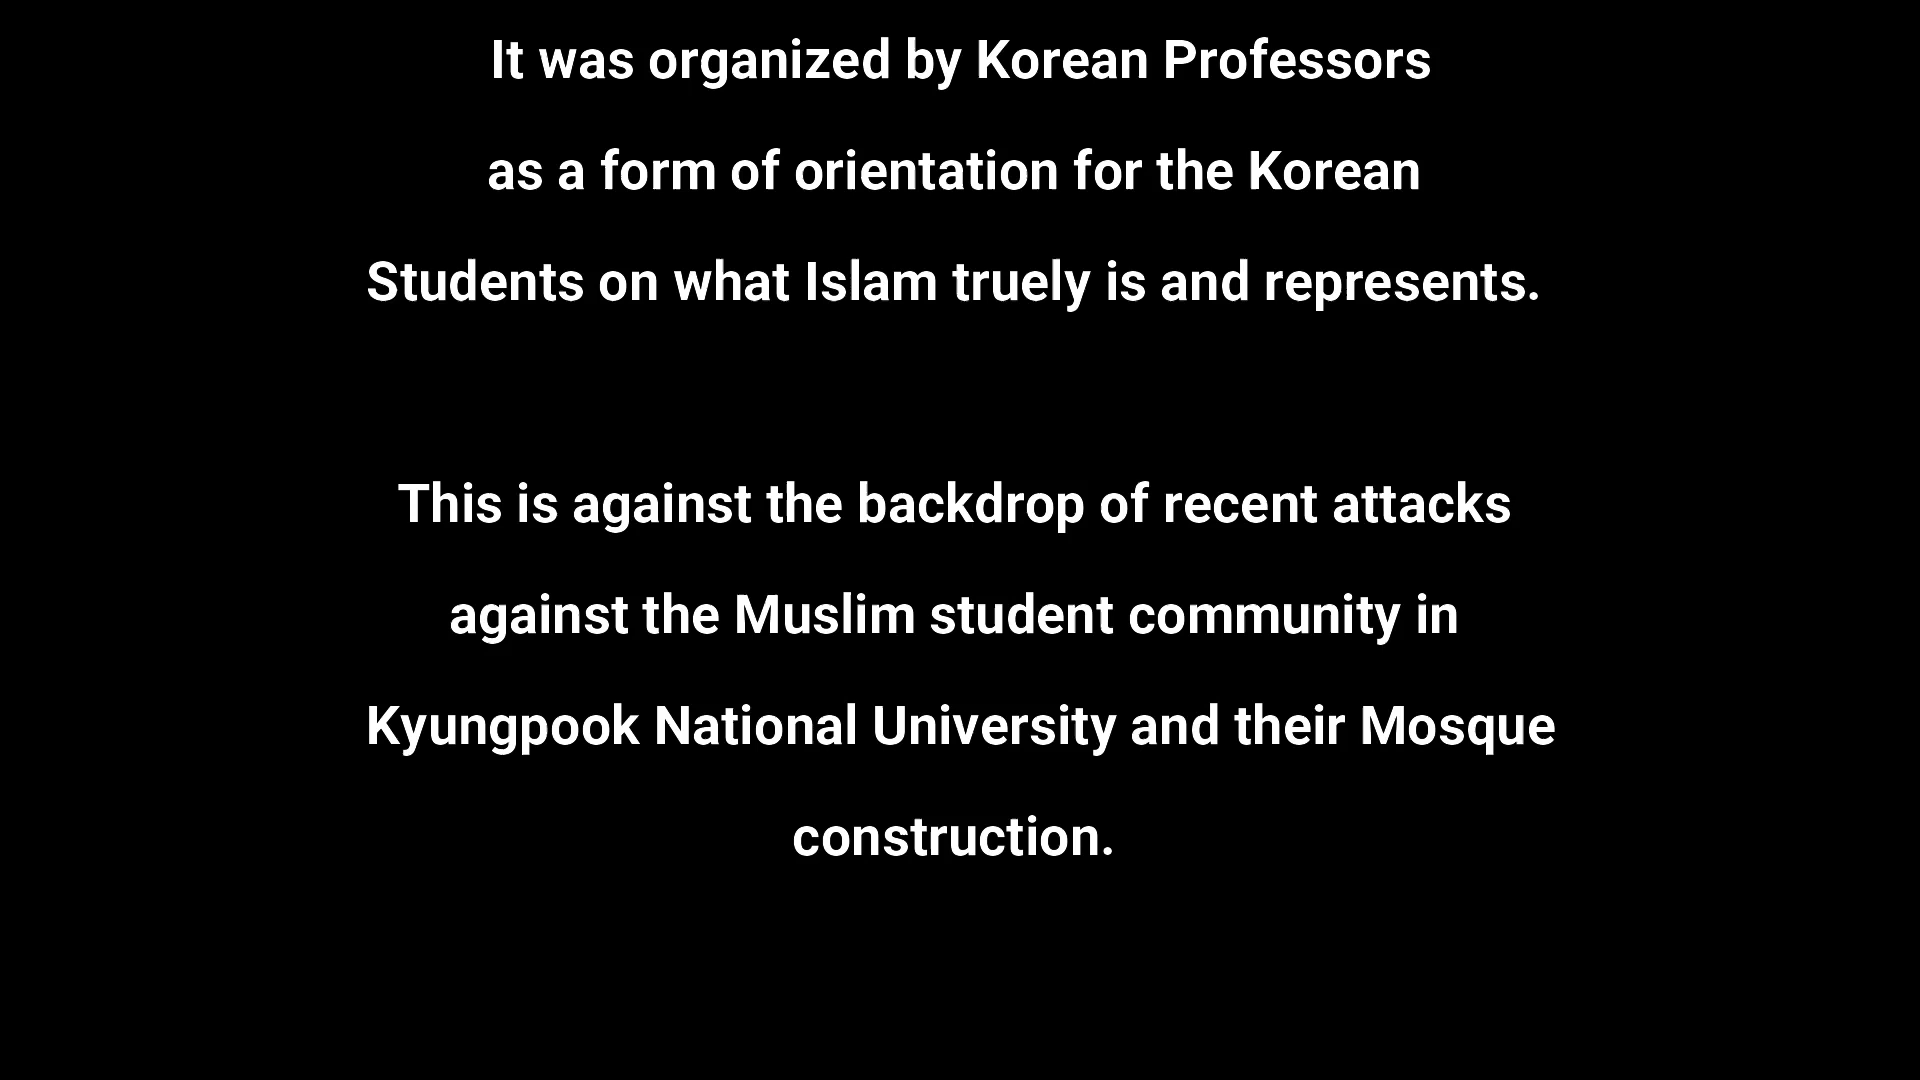 It was organized by Korean Professors
as a form of orientation for the Korean
Students on what Islam truely is and represents.
This is against the backdrop of recent attacks
against the Muslim student community in
Kyungpook National University and their Mosque
construction.